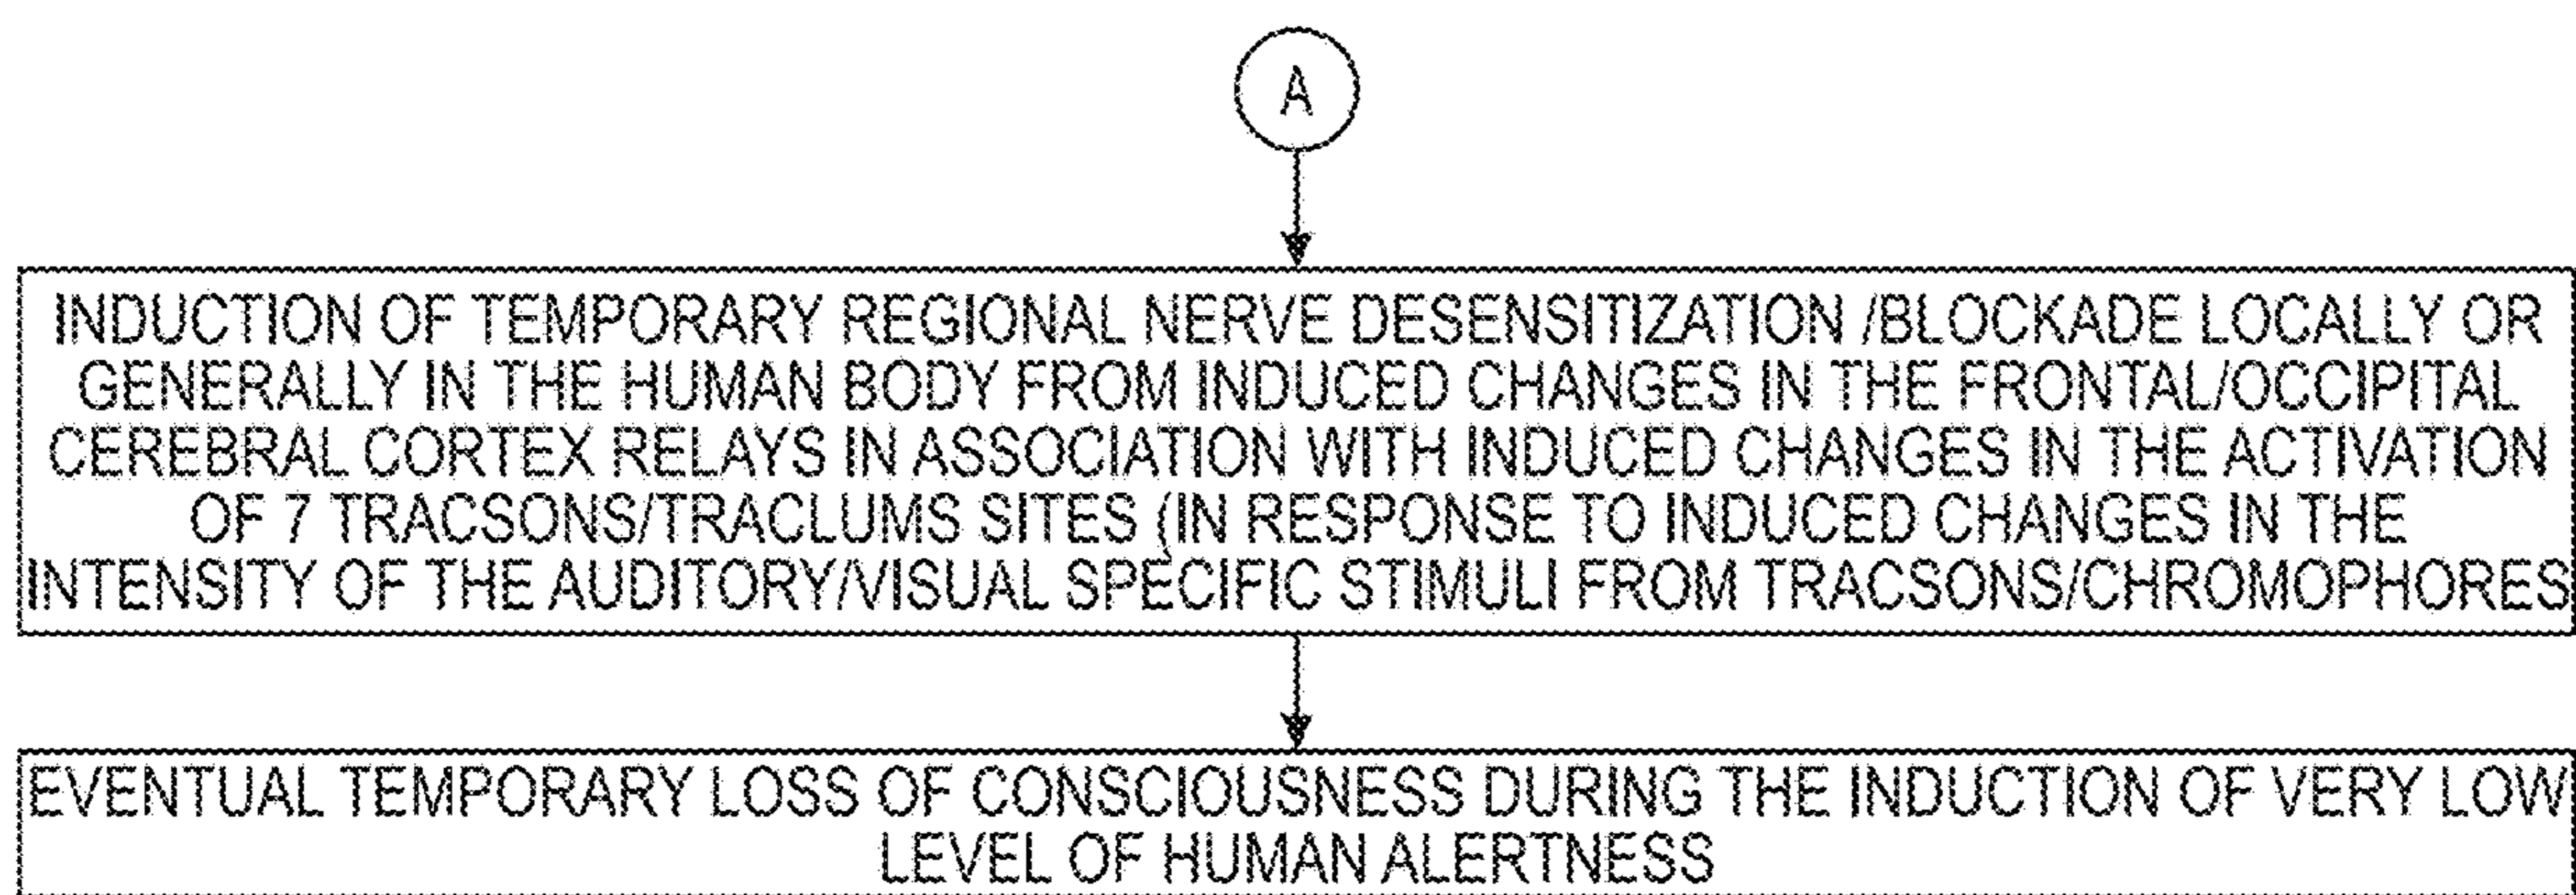 A
INDUCTION OF TEMPORARY REGIONAL NERVE DESENSITIZATION /BLOCKADE LOCALLY OR
GENERALLY IN THE HUMAN BODY FROM INDUCED CHANGES IN THE FRONTAL/OCCIPITAL
CEREBRAL CORTEX RELAYS IN ASSOCIATION WITH INDUCED CHANGES IN THE ACTIVATION
OF 7 TRACSONS/TRACLUMS SITES (IN RESPONSE TO INDUCED CHANGES IN THE
INTENSITY OF THE AUDITORY/VISUAL SPECIFIC STIMULI FROM TRACSONS/CHROMOPHORES
EVENTUAL TEMPORARY LOSS OF CONSCIOUSNESS DURING THE INDUCTION OF VERY LOW
LEVEL OF HUMAN ALERTNESS